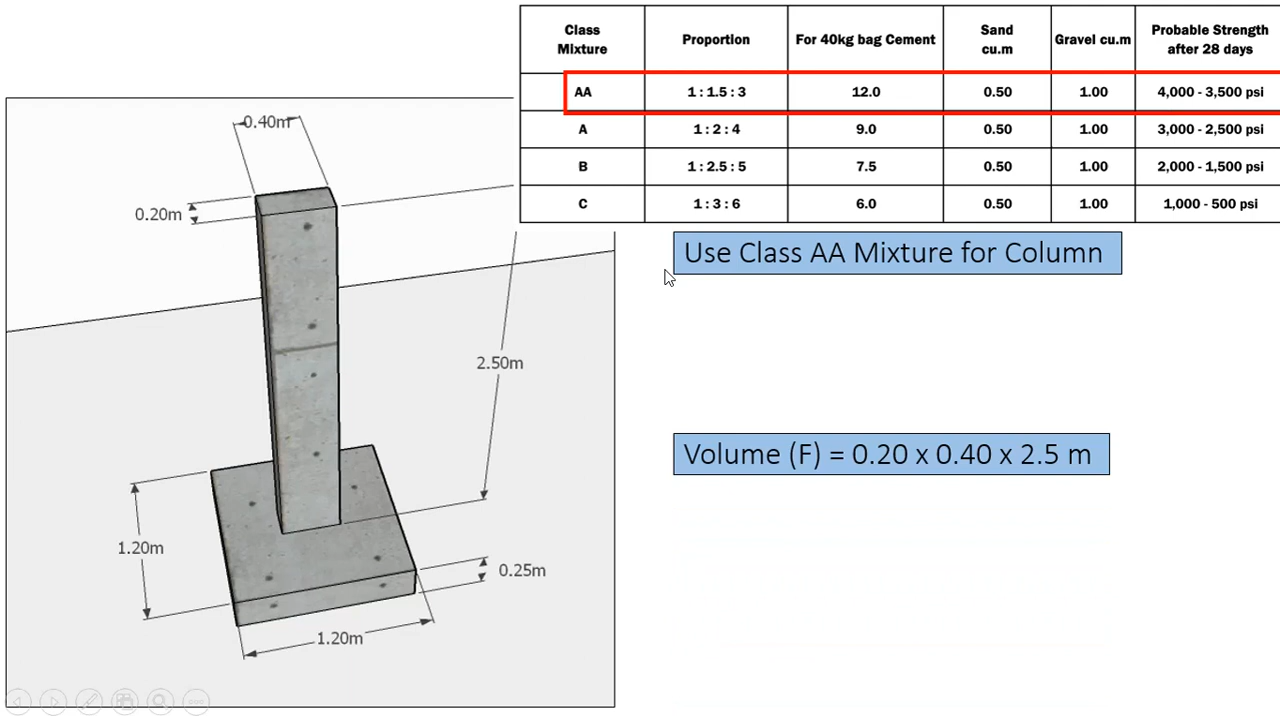 Class Mixture Proportion For 40kg bag Cement Sand cu.m Gravel cu.m Probable Strength after 28 days
AA 1 : 1.5 : 3 12.0 0.50 1.00 4,000 - 3,500 psi
A 1 : 2 : 4 9.0 0.50 1.00 3,000 - 2,500 psi
B 1 : 2.5 : 5 7.5 0.50 1.00 2,000 - 1,500 psi
C 1 : 3 : 6 6.0 0.50 1.00 1,000 - 500 psi
0.40m
0.20m
Use Class AA Mixture for Column
2.50m
Volume (F) = 0.20 x 0.40 x 2.5 m
1.20m
0.25m
1.20m